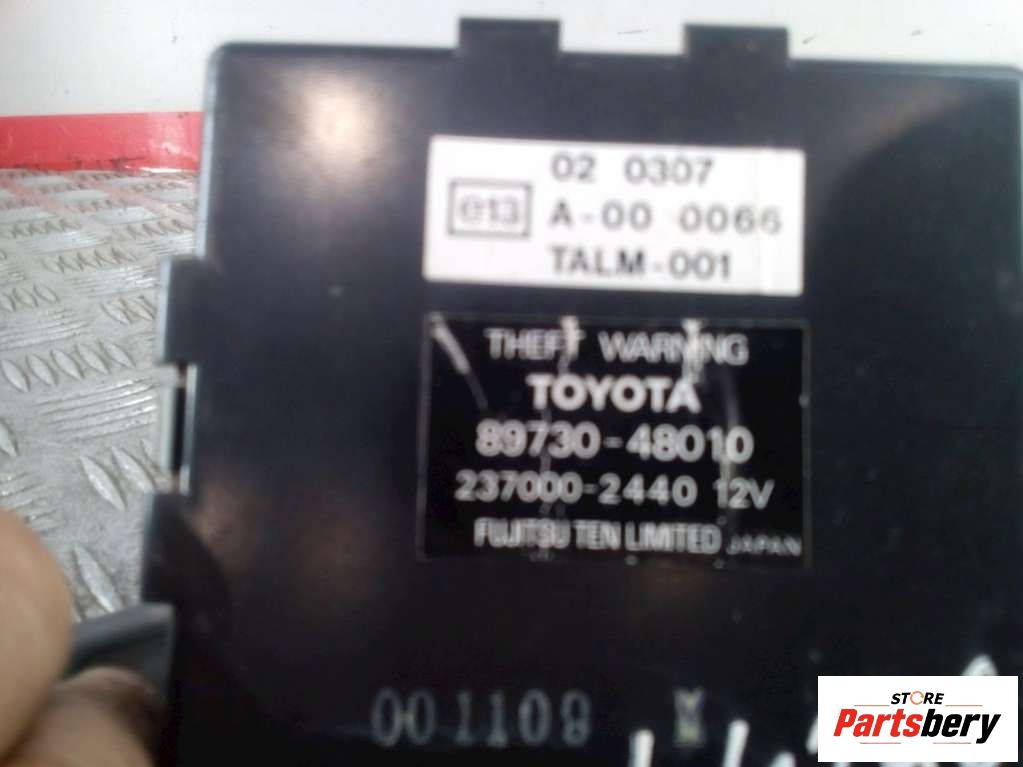 02 0307
e13 A-00 0066
TALM-001
THEFT WARNING
TOYOTA
89730-48010
237000-2440 12V
FUJITSU TEN LIMITED JAPAN
001109
STORE
Partsbery